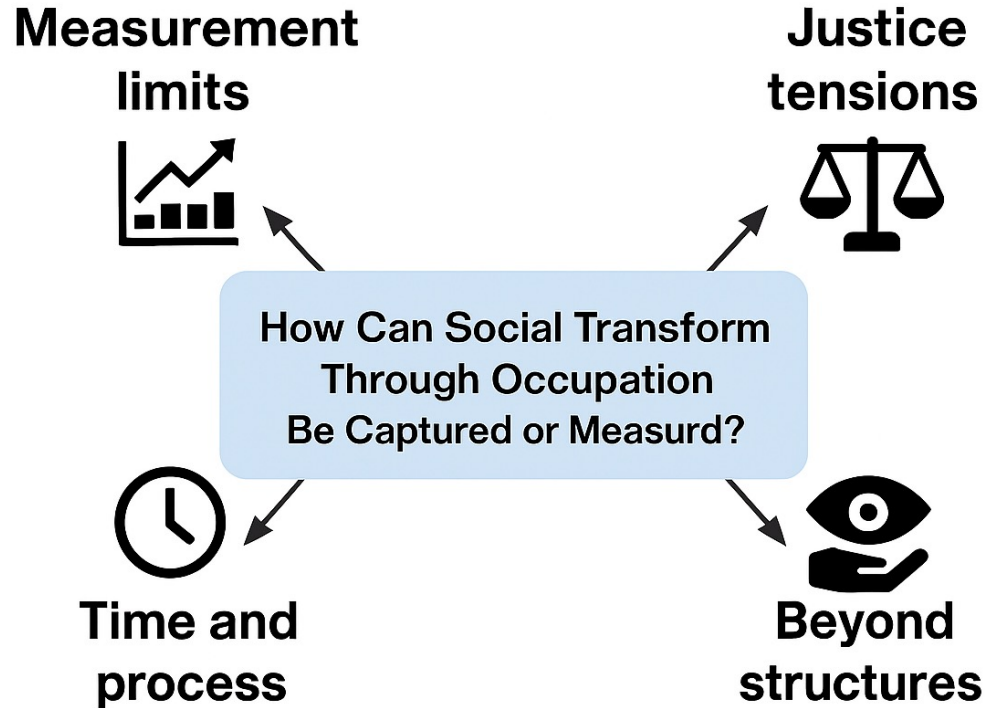 Measurement
limits
Justice
tensions
How Can Social Transform
Through Occupation
Be Captured or Measurd?
Time and
process
Beyond
structures